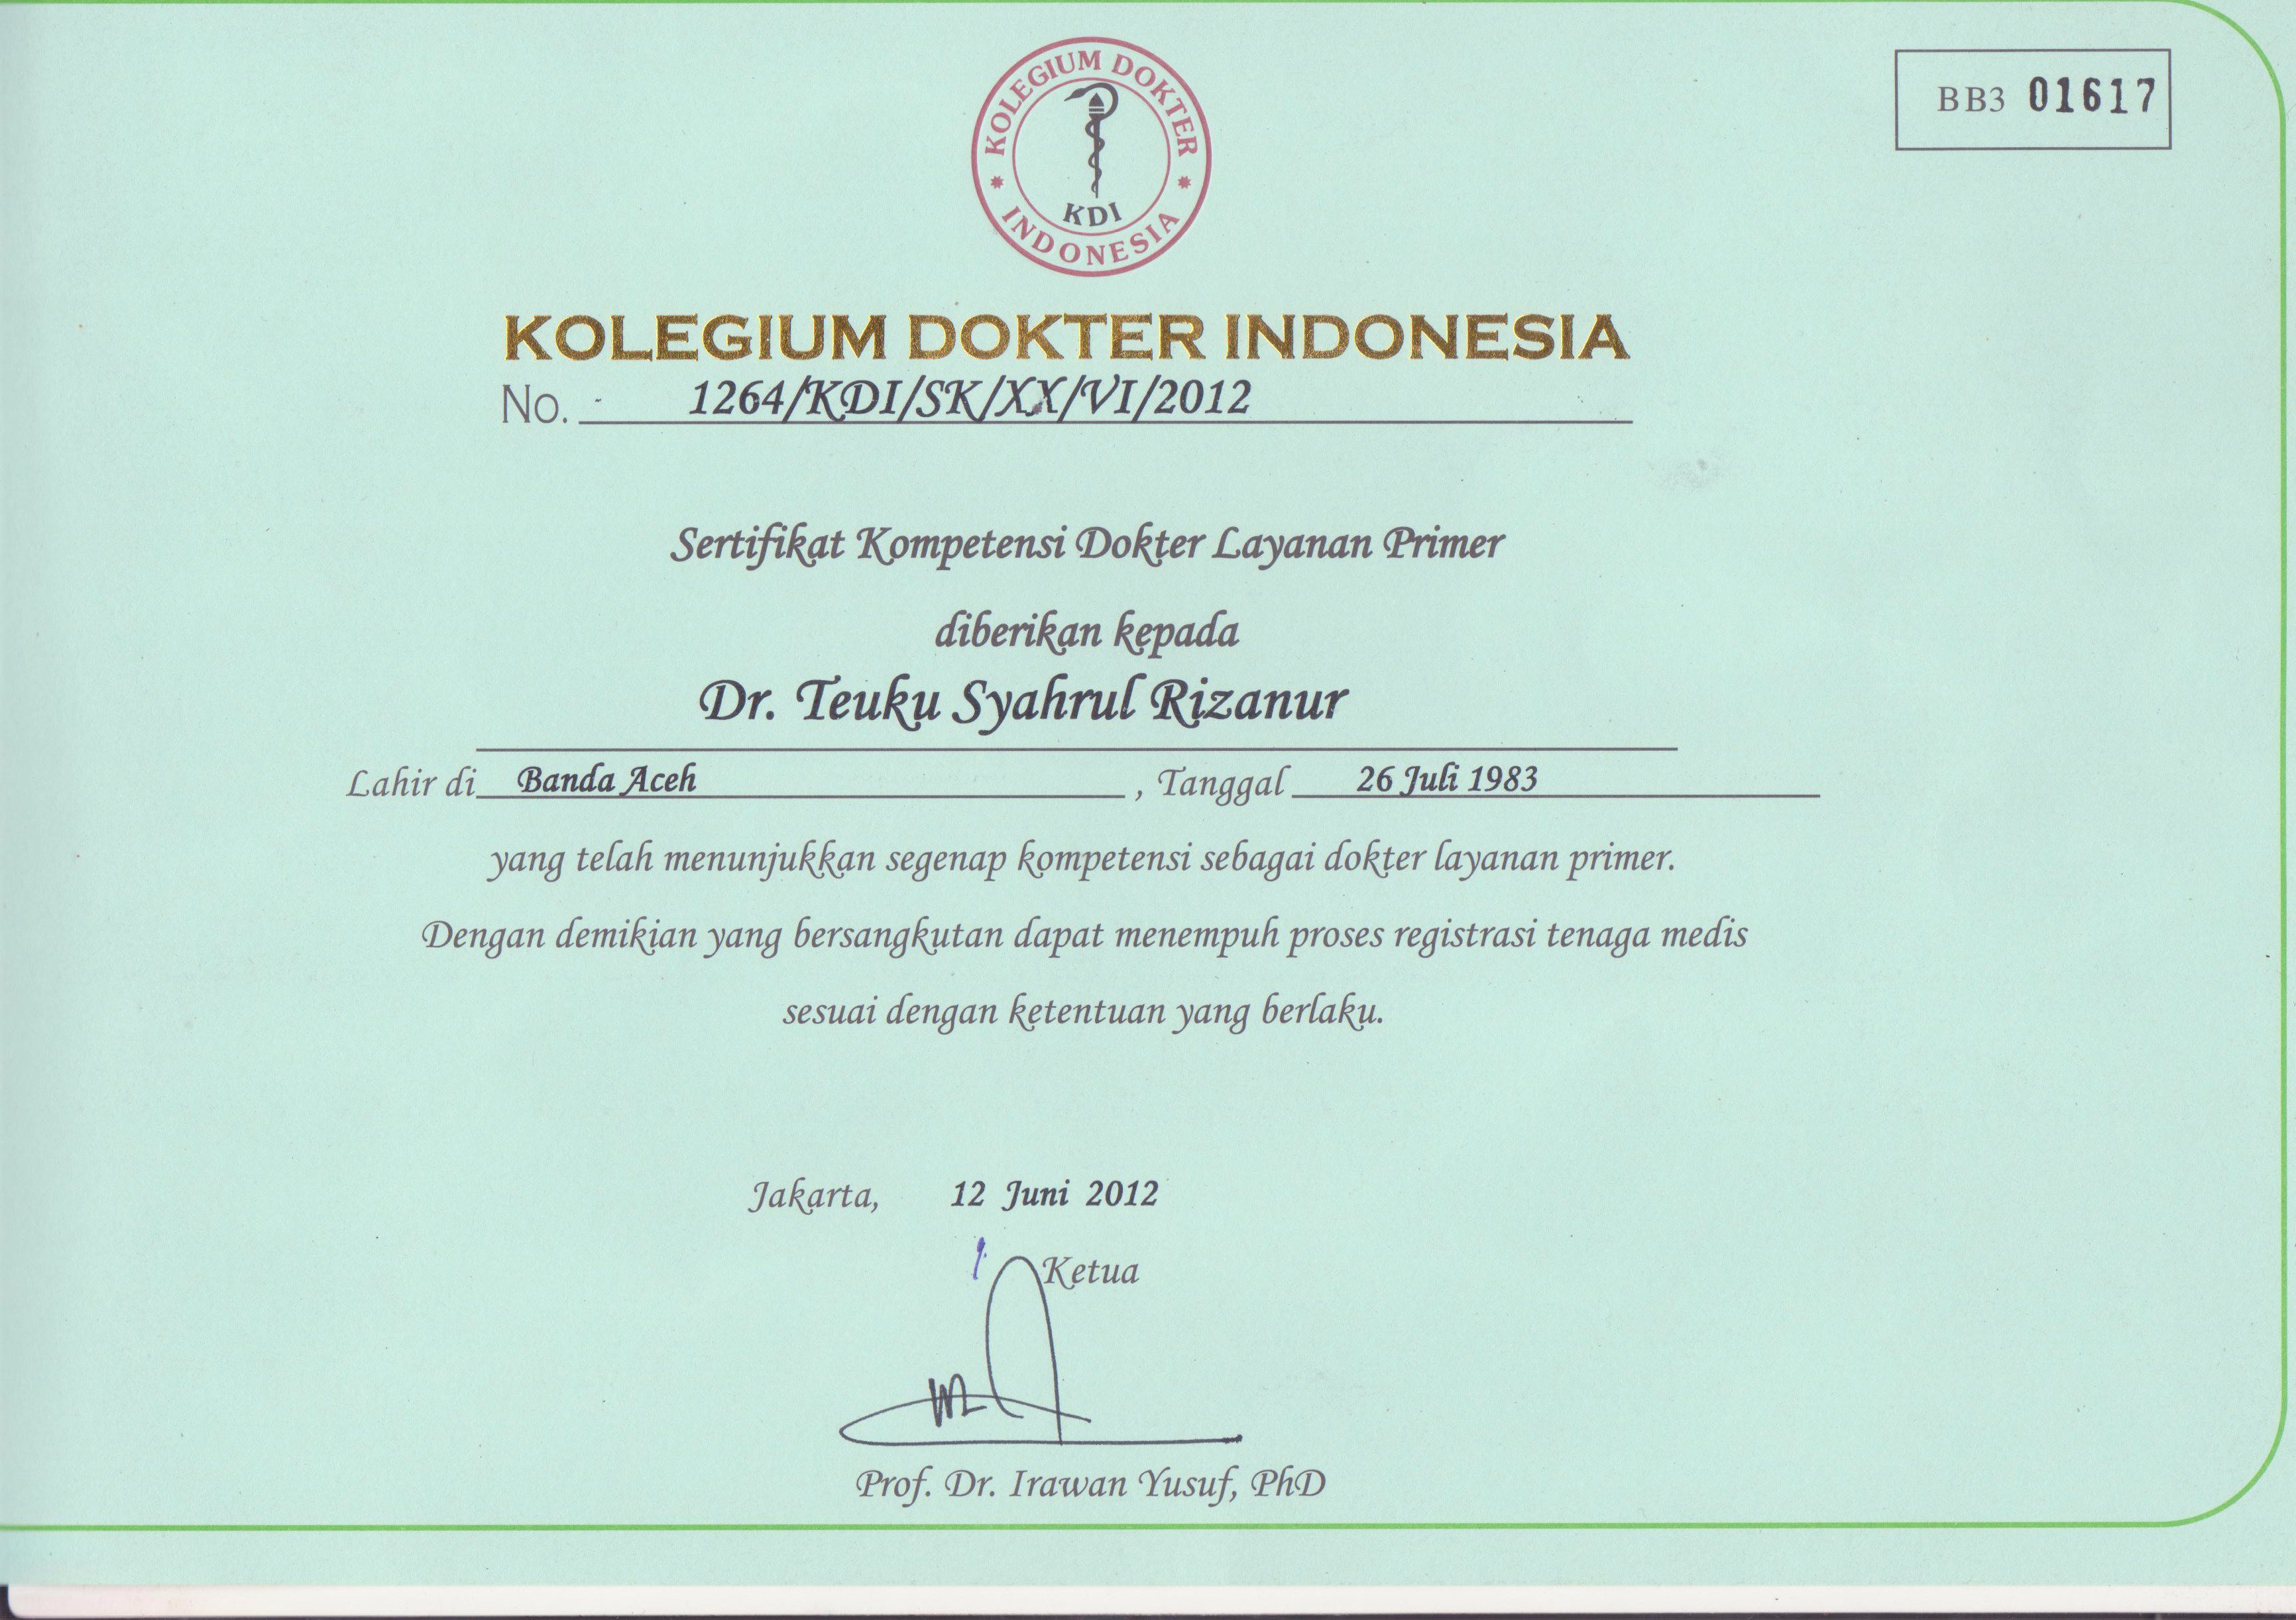 KOLEGIUM DOKTER INDONESIA
KDI
BB3 01617
KOLEGIUM DOKTER INDONESIA
No. 1264/KDI/SK/XX/VI/2012
Sertifikat Kompetensi Dokter Layanan Primer
diberikan kepada
Dr. Teuku Syahrul Rizanur
Lahir di Banda Aceh , Tanggal 26 Juli 1983
yang telah menunjukkan segenap kompetensi sebagai dokter layanan primer.
Dengan demikian yang bersangkutan dapat menempuh proses registrasi tenaga medis
sesuai dengan ketentuan yang berlaku.
Jakarta, 12 Juni 2012
Ketua
Prof. Dr. Irawan Yusuf, PhD